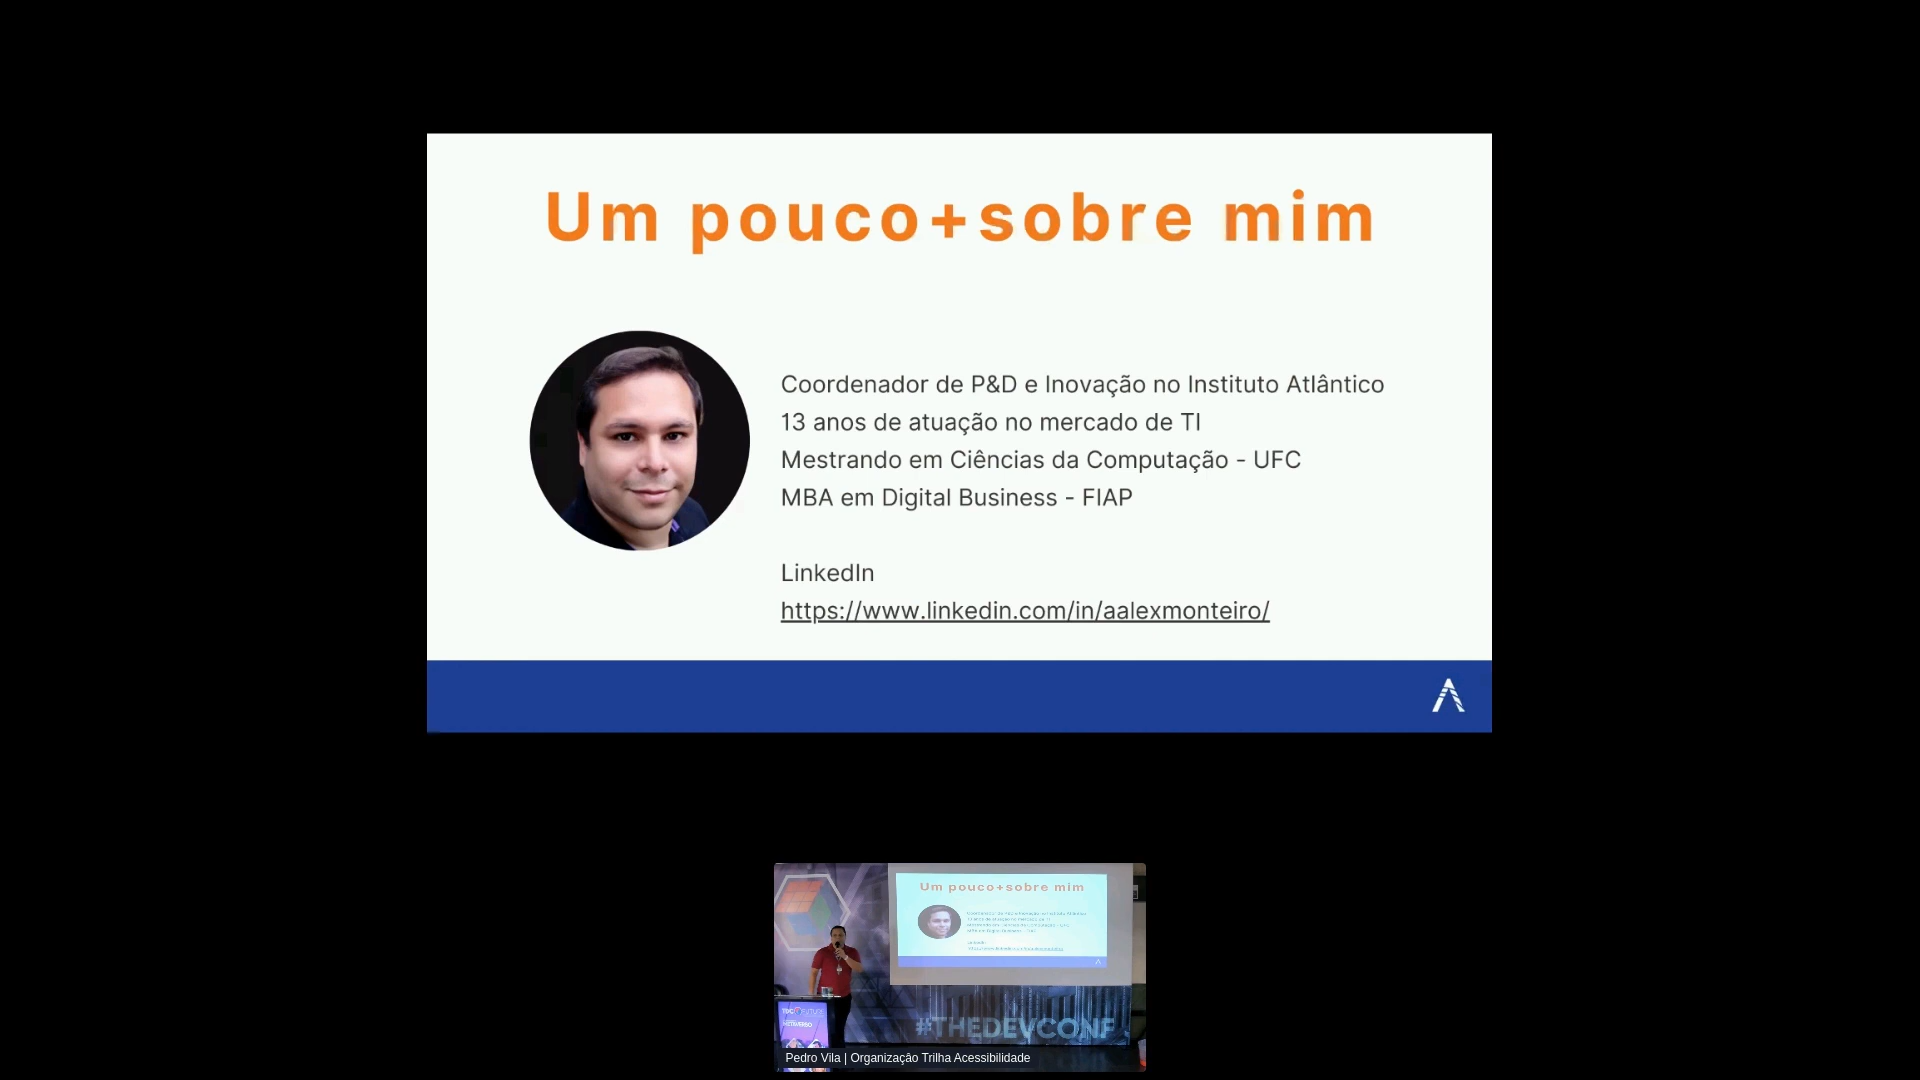 Um pouco+sobre mim
Coordenador de P&D e Inovação no Instituto Atlântico
13 anos de atuação no mercado de TI
Mestrando em Ciências da Computação - UFC
MBA em Digital Business - FIAP
LinkedIn
https://www.linkedin.com/in/aalexmonteiro/
Um pouco+sobre mim
#THEDEVCONF
Pedro Vila | Organização Trilha Acessibilidade